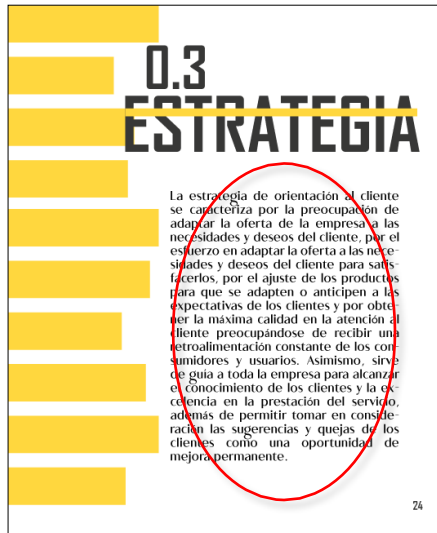 0.3
ESTRATEGIA
La estrategia de orientación al cliente
se caracteriza por la preocupación de
adaptar la oferta de la empresa a las
necesidades y deseos del cliente, por el
esfuerzo en adaptar la oferta a las nece-
sidades y deseos del cliente para satis-
facerlos, por el ajuste de los productos
para que se adapten o anticipen a las
expectativas de los clientes y por obte-
ner la máxima calidad en la atención al
cliente preocupándose de recibir una
retroalimentación constante de los con-
sumidores y usuarios. Asimismo, sirve
de guia a toda la empresa para alcanzar
el conocimiento de los clientes y la ex-
celencia en la prestación del servicio,
además de permitir tomar en conside-
ración las sugerencias y quejas de los
clientes como una oportunidad de
mejora permanente.
24